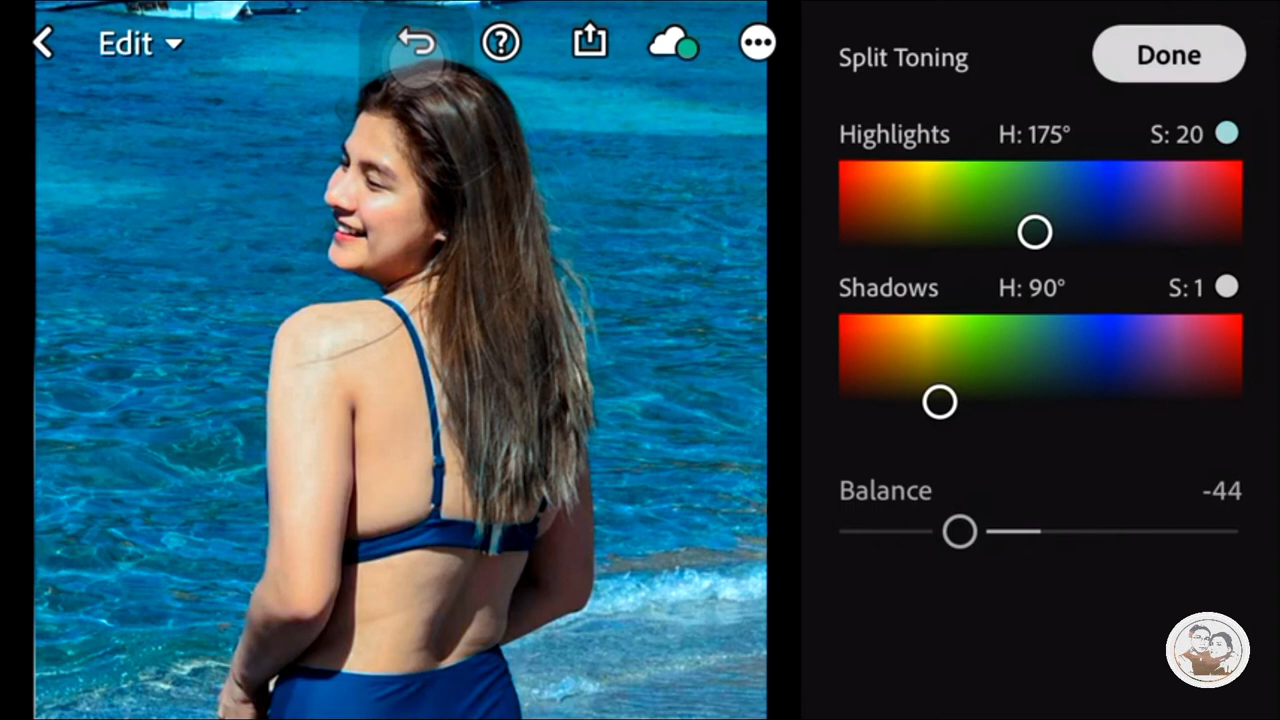 Edit
Split Toning
Done
Highlights H: 175° S: 20
Shadows H: 90° S: 1
Balance -44